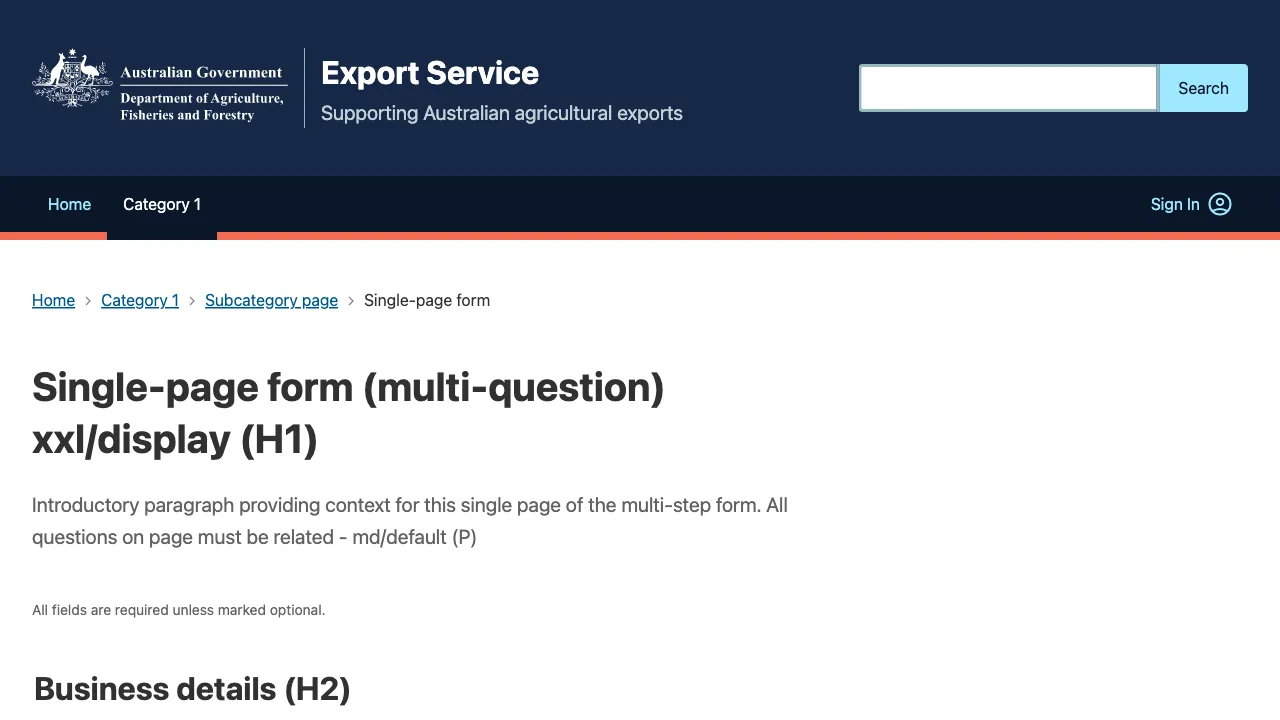 Australian Government
Department of Agriculture,
Fisheries and Forestry
Export Service
Supporting Australian agricultural exports
Search
Home
Category 1
Sign In
Home > Category 1 > Subcategory page > Single-page form
Single-page form (multi-question)
xxl/display (H1)
Introductory paragraph providing context for this single page of the multi-step form. All
questions on page must be related - md/default (P)
All fields are required unless marked optional.
Business details (H2)